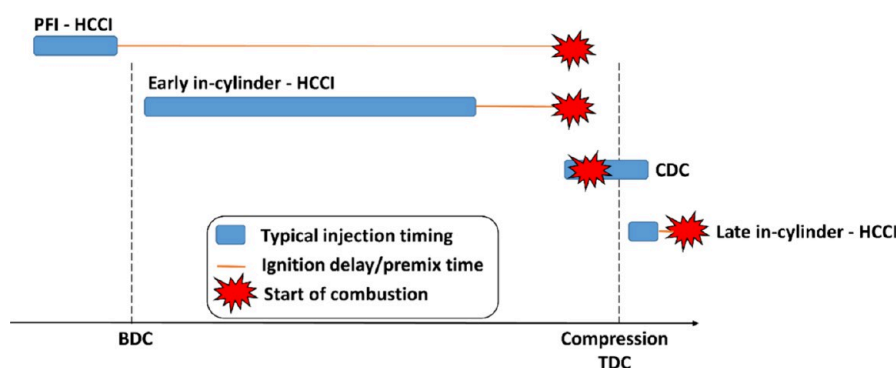 PFI - HCCI
Early in-cylinder - HCCI
CDC
Late in-cylinder - HCCI
Typical injection timing
Ignition delay/premix time
Start of combustion
BDC
Compression
TDC